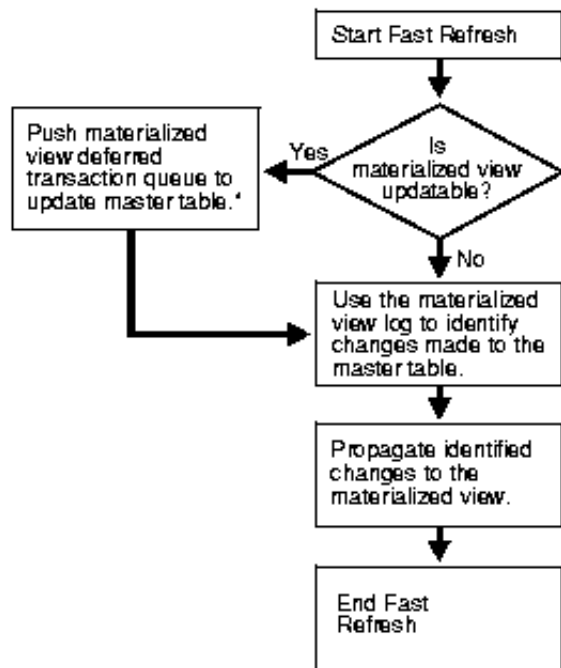 Start Fast Refresh
Is
materialized view
updatable?
Yes
Push materialized
view deferred
transaction queue to
update master table.*
No
Use the materialized
view log to identify
changes made to the
master table.
Propagate identified
changes to the
materialized view.
End Fast
Refresh